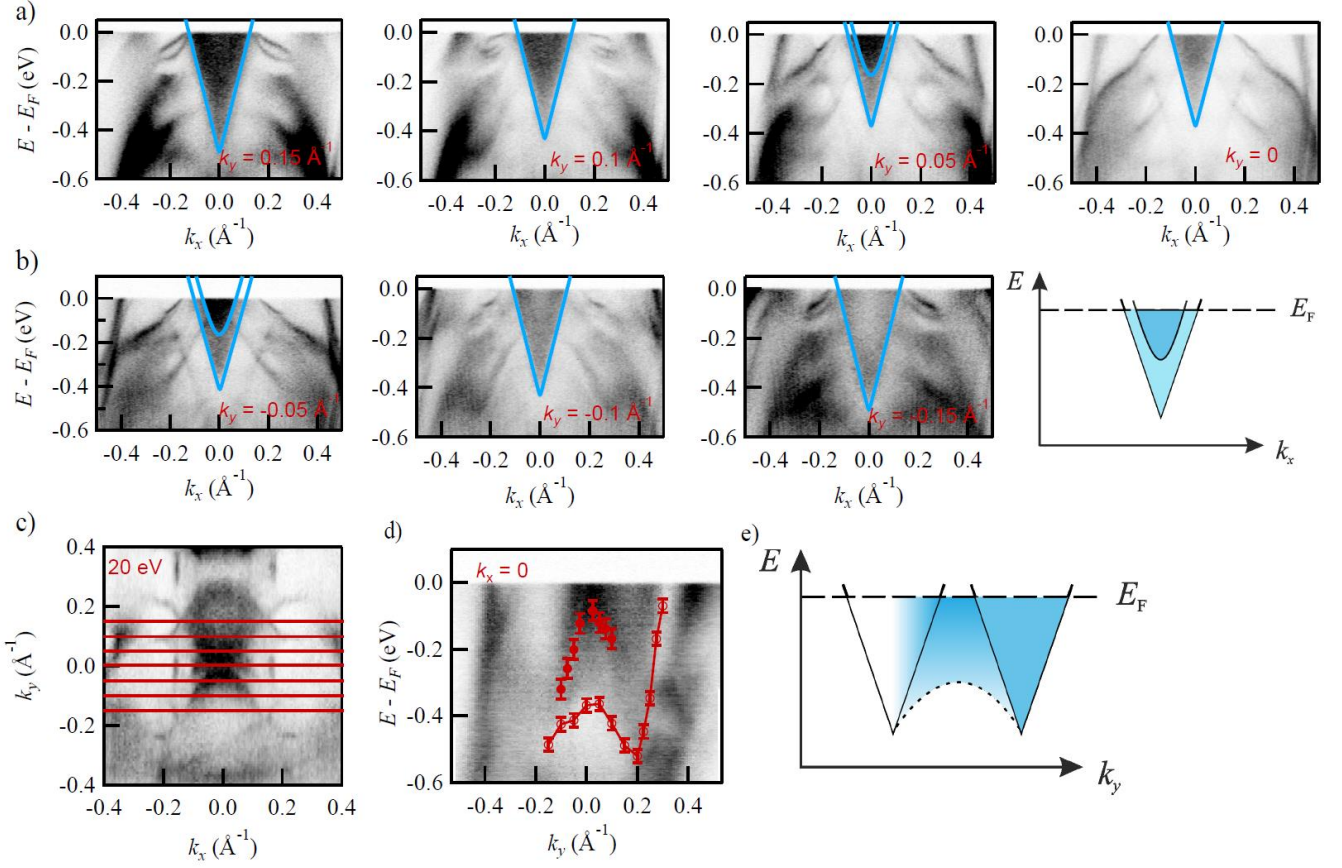 a)
E - E_F (eV)
0.0
-0.2
-0.4
-0.6
k_y = 0.15 Å⁻¹
-0.4 -0.2 0.0 0.2 0.4
k_x (Å⁻¹)
0.0
-0.2
-0.4
-0.6
k_y = 0.1 Å⁻¹
-0.4 -0.2 0.0 0.2 0.4
k_x (Å⁻¹)
0.0
-0.2
-0.4
-0.6
k_y = 0.05 Å⁻¹
-0.4 -0.2 0.0 0.2 0.4
k_x (Å⁻¹)
0.0
-0.2
-0.4
-0.6
k_y = 0
-0.4 -0.2 0.0 0.2 0.4
k_x (Å⁻¹)
b)
E - E_F (eV)
0.0
-0.2
-0.4
-0.6
k_y = -0.05 Å⁻¹
-0.4 -0.2 0.0 0.2 0.4
k_x (Å⁻¹)
0.0
-0.2
-0.4
-0.6
k_y = -0.1 Å⁻¹
-0.4 -0.2 0.0 0.2 0.4
k_x (Å⁻¹)
0.0
-0.2
-0.4
-0.6
k_y = -0.15 Å⁻¹
-0.4 -0.2 0.0 0.2 0.4
k_x (Å⁻¹)
E
E_F
k_x
c)
k_y (Å⁻¹)
0.4
0.2
0.0
-0.2
-0.4
20 eV
-0.4 -0.2 0.0 0.2 0.4
k_x (Å⁻¹)
d)
E - E_F (eV)
0.0
-0.2
-0.4
-0.6
k_x = 0
-0.4 -0.2 0.0 0.2 0.4
k_y (Å⁻¹)
e)
E
E_F
k_y